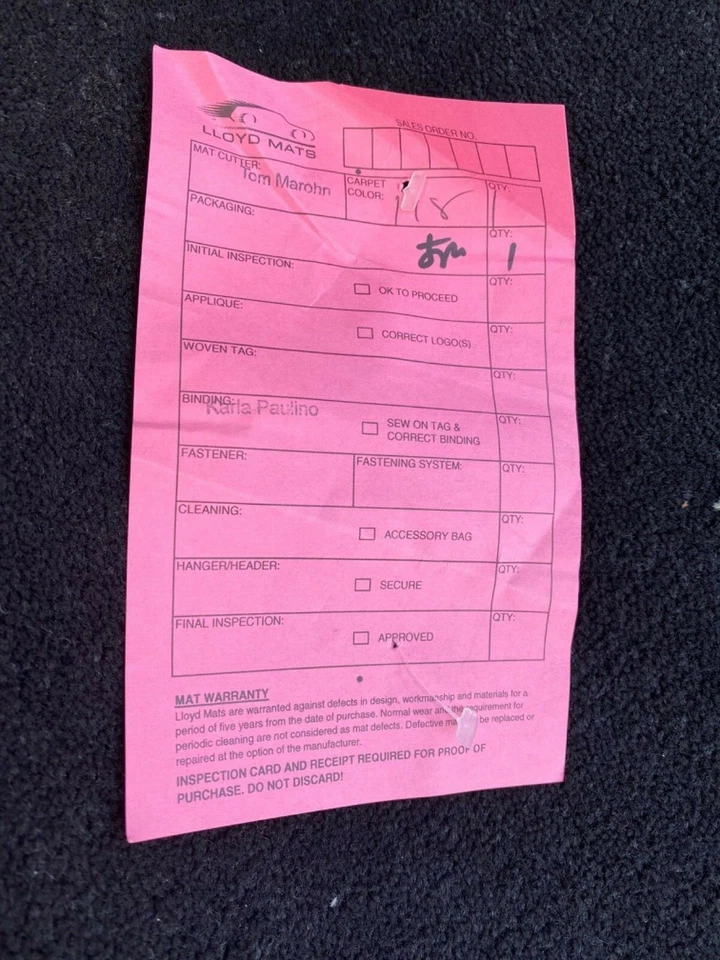 LLOYD MATS
SALES ORDER NO.
MAT CUTTER:
Tom Marohn
CARPET
COLOR:
QTY:
PACKAGING:
QTY:
1
INITIAL INSPECTION:
OK TO PROCEED
QTY:
APPLIQUE:
CORRECT LOGO(S)
QTY:
WOVEN TAG:
QTY:
BINDING:
Karla Paulino
SEW ON TAG &
CORRECT BINDING
QTY:
FASTENER:
FASTENING SYSTEM:
QTY:
CLEANING:
ACCESSORY BAG
QTY:
HANGER/HEADER:
SECURE
QTY:
FINAL INSPECTION:
APPROVED
QTY:
MAT WARRANTY
Lloyd Mats are warranted against defects in design, workmanship and materials for a
period of five years from the date of purchase. Normal wear and the requirement for
periodic cleaning are not considered as mat defects. Defective be replaced or
repaired at the option of the manufacturer.
INSPECTION CARD AND RECEIPT REQUIRED FOR PROOF OF
PURCHASE. DO NOT DISCARD!